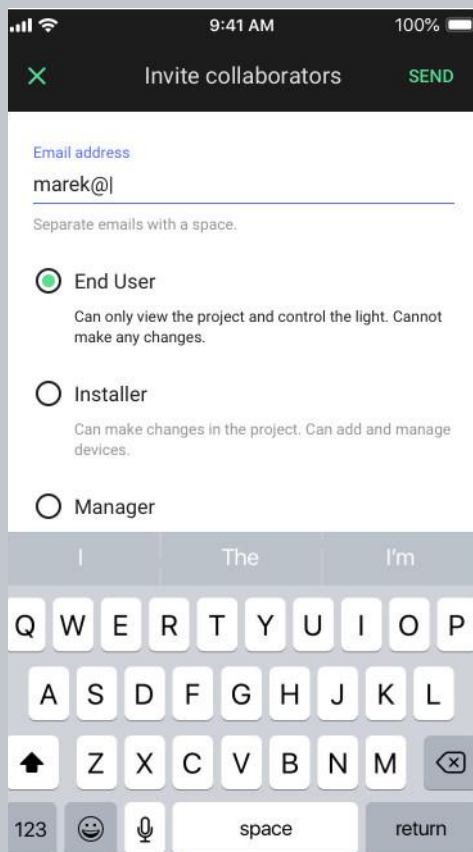 9:41 AM
100%
Invite collaborators
SEND
Email address
marek@
Separate emails with a space.
End User
Can only view the project and control the light. Cannot
make any changes.
Installer
Can make changes in the project. Can add and manage
devices.
Manager
I The I'm
Q W E R T Y U I O P
A S D F G H J K L
Z X C V B N M
123 space return